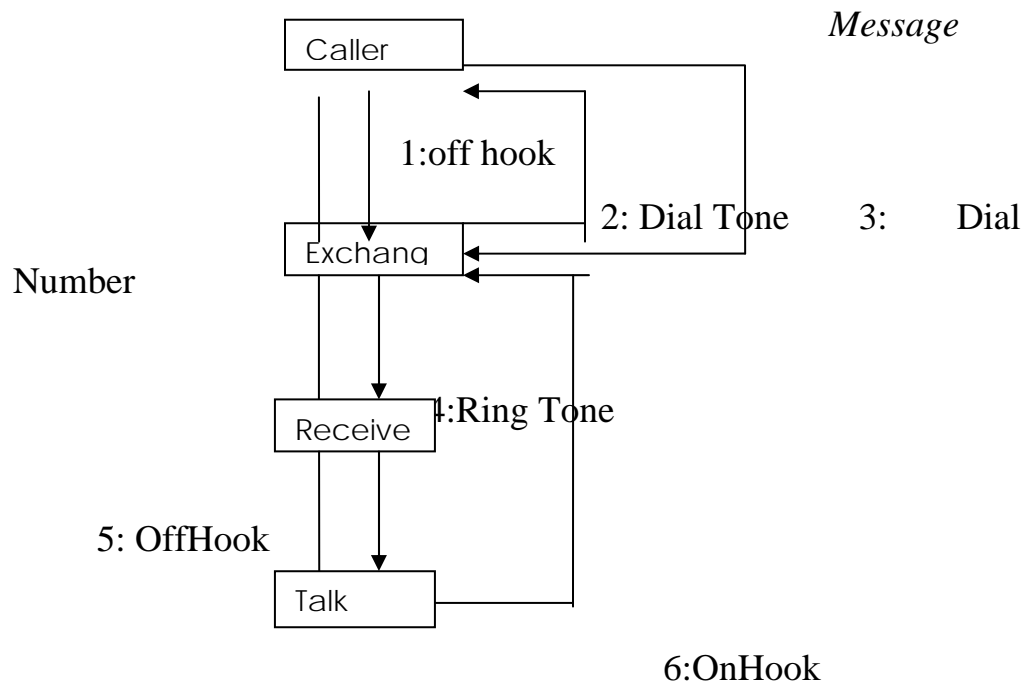 Message
Caller
1:off hook
2: Dial Tone 3: Dial
Exchang
Number
4:Ring Tone
Receive
5: OffHook
Talk
6:OnHook